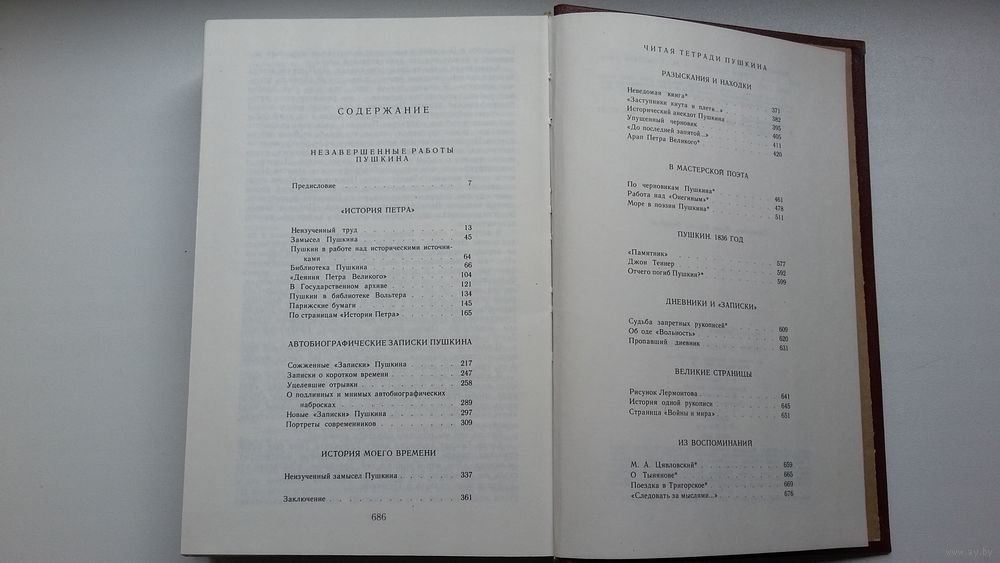 СОДЕРЖАНИЕ
НЕЗАВЕРШЕННЫЕ РАБОТЫ
ПУШКИНА
Предисловие . . . . . . . . . . . . 7
«ИСТОРИЯ ПЕТРА»
Неизученный труд . . . . . . . . . . 13
Замысел Пушкина . . . . . . . . . . 45
Пушкин в работе над историческими источни-
ками . . . . . . . . . . . . 64
Библиотека Пушкина . . . . . . . . . 66
«Деяния Петра Великого» . . . . . . . 104
В Государственном архиве . . . . . . . 121
Пушкин в библиотеке Вольтера . . . . . . 134
Парижские бумаги . . . . . . . . . . 145
По страницам «Истории Петра» . . . . . . 165
АВТОБИОГРАФИЧЕСКИЕ ЗАПИСКИ ПУШКИНА
Сожженные «Записки» Пушкина . . . . . . 217
Записки о коротком времени . . . . . . . 247
Уцелевшие отрывки . . . . . . . . . . 258
О подлинных и мнимых автобиографических
набросках . . . . . . . . . . . 289
Новые «Записки» Пушкина . . . . . . . 297
Портреты современников . . . . . . . . 309
ИСТОРИЯ МОЕГО ВРЕМЕНИ
Неизученный замысел Пушкина . . . . . . 337
Заключение . . . . . . . . . . . . 361
686
ЧИТАЯ ТЕТРАДИ ПУШКИНА
РАЗЫСКАНИЯ И НАХОДКИ
Неведомая книга* . . . . . . . . . . 371
«Заступники кнута и плети...» . . . . . . 382
Исторический анекдот Пушкина . . . . . . 395
Упущенный черновик . . . . . . . . . 405
«До последней запятой...» . . . . . . . 411
Арап Петра Великого* . . . . . . . . . 420
В МАСТЕРСКОЙ ПОЭТА
По черновикам Пушкина* . . . . . . . . 461
Работа над «Онегиным»* . . . . . . . . 478
Море в поэзии Пушкина* . . . . . . . . 511
ПУШКИН. 1836 ГОД
«Памятник» . . . . . . . . . . . . 577
Джон Теннер . . . . . . . . . . . . 592
Отчего погиб Пушкин?* . . . . . . . . 599
ДНЕВНИКИ И «ЗАПИСКИ»
Судьба запретных рукописей* . . . . . . 609
Об оде «Вольность» . . . . . . . . . 620
Пропавший дневник . . . . . . . . . 631
ВЕЛИКИЕ СТРАНИЦЫ
Рисунок Лермонтова . . . . . . . . . 641
История одной рукописи . . . . . . . . 645
Страница «Войны и мира» . . . . . . . 651
ИЗ ВОСПОМИНАНИЙ
М. А. Цявловский* . . . . . . . . . . 659
О Тынянове* . . . . . . . . . . . . 665
Поездка в Тригорское* . . . . . . . . 669
«Следовать за мыслями...» . . . . . . . 676
www.ay.by